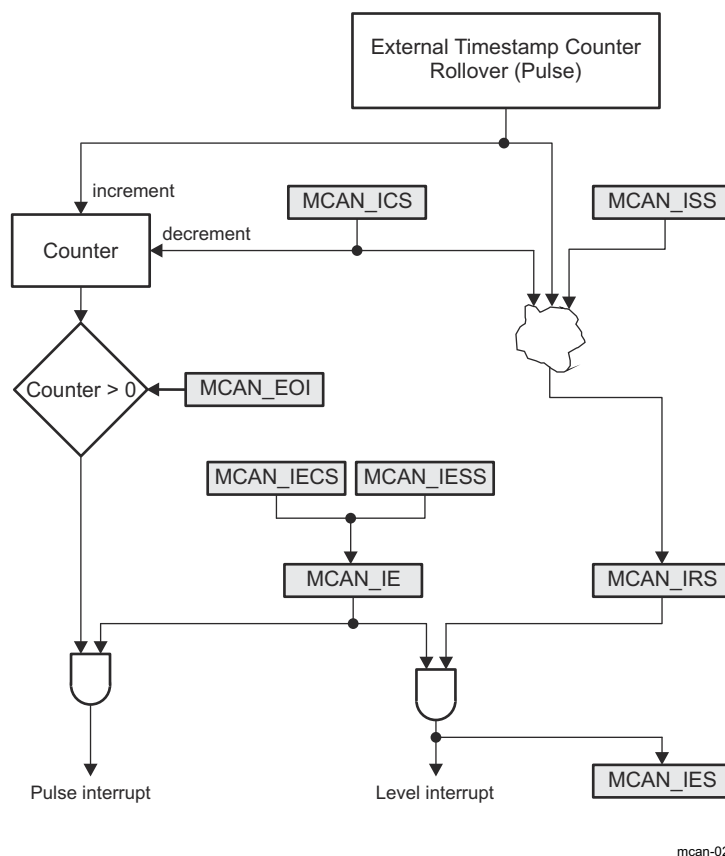 External Timestamp Counter
Rollover (Pulse)
increment
MCAN_ICS
MCAN_ISS
decrement
Counter
Counter > 0
MCAN_EOI
MCAN_IECS
MCAN_IESS
MCAN_IE
MCAN_IRS
MCAN_IES
Pulse interrupt
Level interrupt